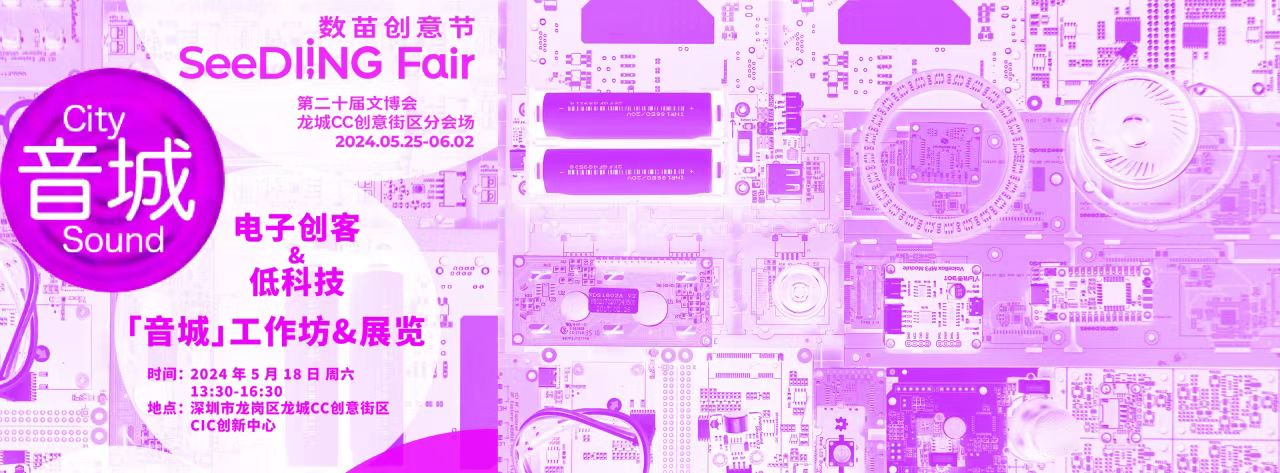 数苗创意节
SeeDIiNG Fair
第二十届文博会
龙城CC创意街区分会场
2024.05.25-06.02
City
音城
Sound
电子创客
&
低科技
「音城」工作坊&展览
时间：2024 年 5 月 18 日 周六
13:30-16:30
地点：深圳市龙岗区龙城CC创意街区
CIC创新中心